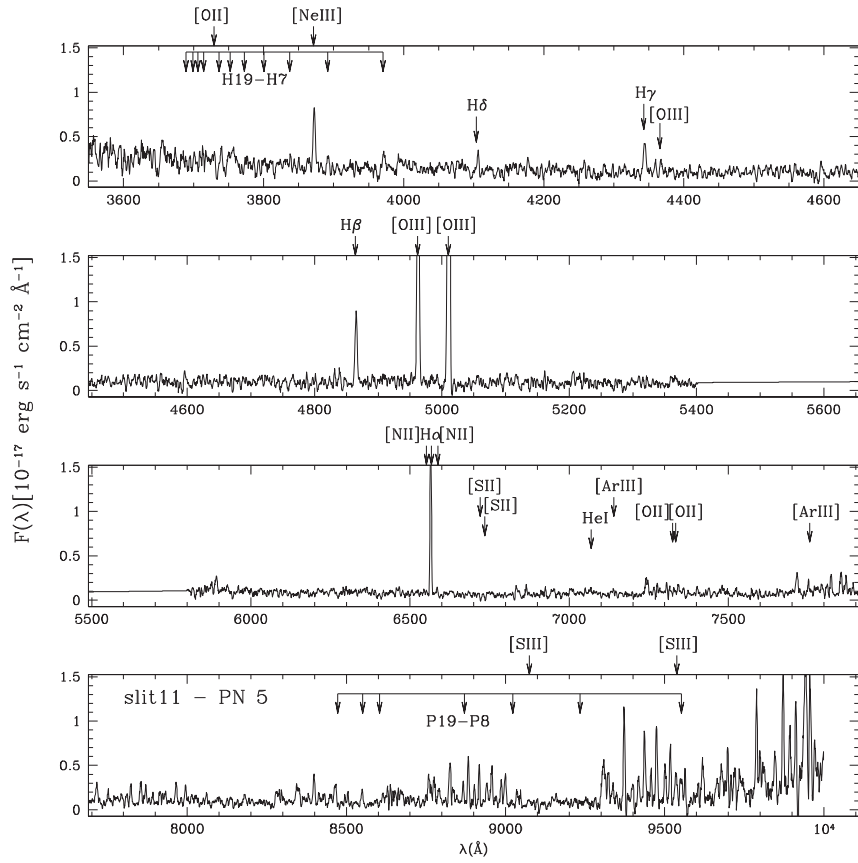 [OII] [NeIII]
H19−H7
Hδ
Hγ
[OIII]
1.5
1
0.5
0
3600 3800 4000 4200 4400 4600
Hβ [OIII] [OIII]
1.5
1
0.5
0
4600 4800 5000 5200 5400 5600
[NII]Hα[NII]
[SII]
[SII]
HeI
[ArIII]
[OII] [OII]
[ArIII]
1.5
1
0.5
0
5500 6000 6500 7000 7500
[SIII] [SIII]
slit11 − PN 5
P19−P8
1.5
1
0.5
0
8000 8500 9000 9500 10⁴
λ(Å)
F(λ)[10⁻¹⁷ erg s⁻¹ cm⁻² Å⁻¹]